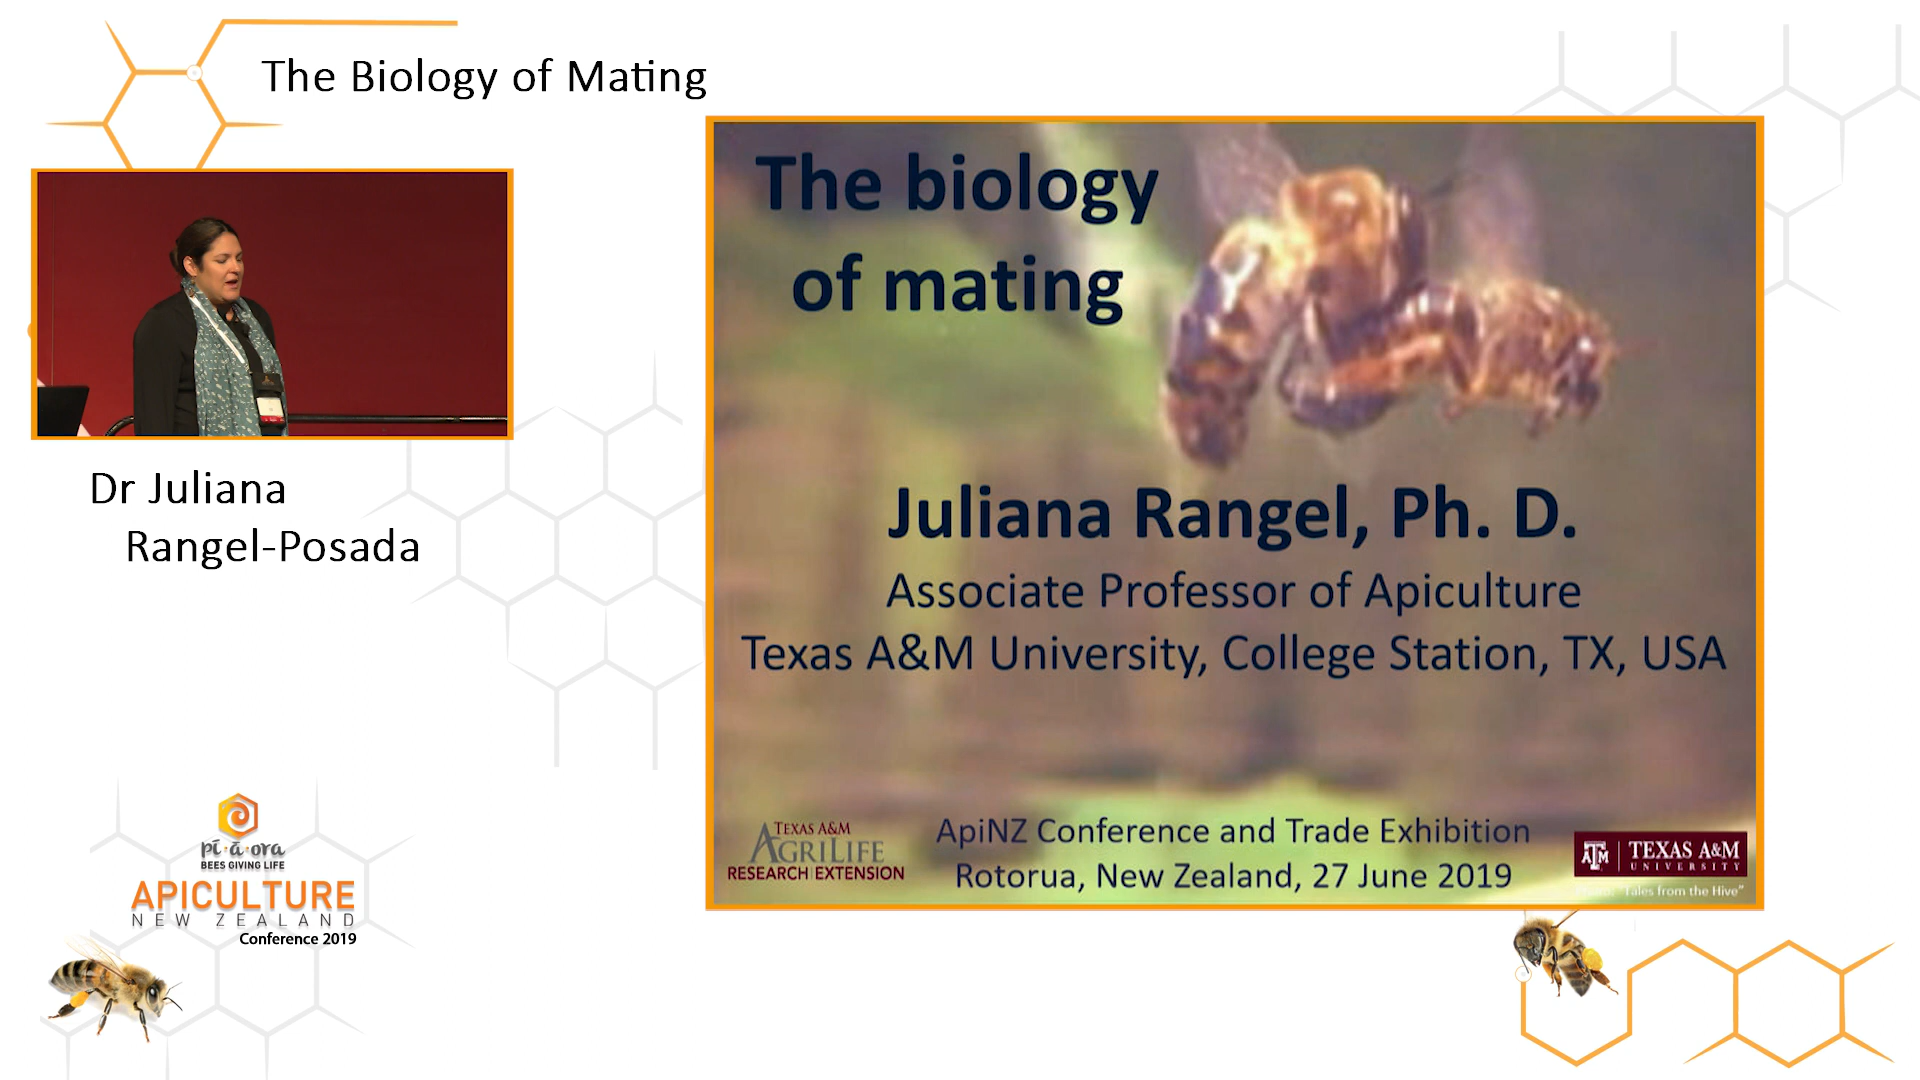 The Biology of Mating
The biology
of mating
Juliana Rangel, Ph. D.
Associate Professor of Apiculture
Texas A&M University, College Station, TX, USA
TEXAS A&M
AGRILIFE
RESEARCH EXTENSION
ApiNZ Conference and Trade Exhibition
Rotorua, New Zealand, 27 June 2019
ATM TEXAS A&M
UNIVERSITY
"Tales from the Hive"
Dr Juliana
Rangel-Posada
pī·ā·ora
BEES GIVING LIFE
APICULTURE
NEW ZEALAND
Conference 2019